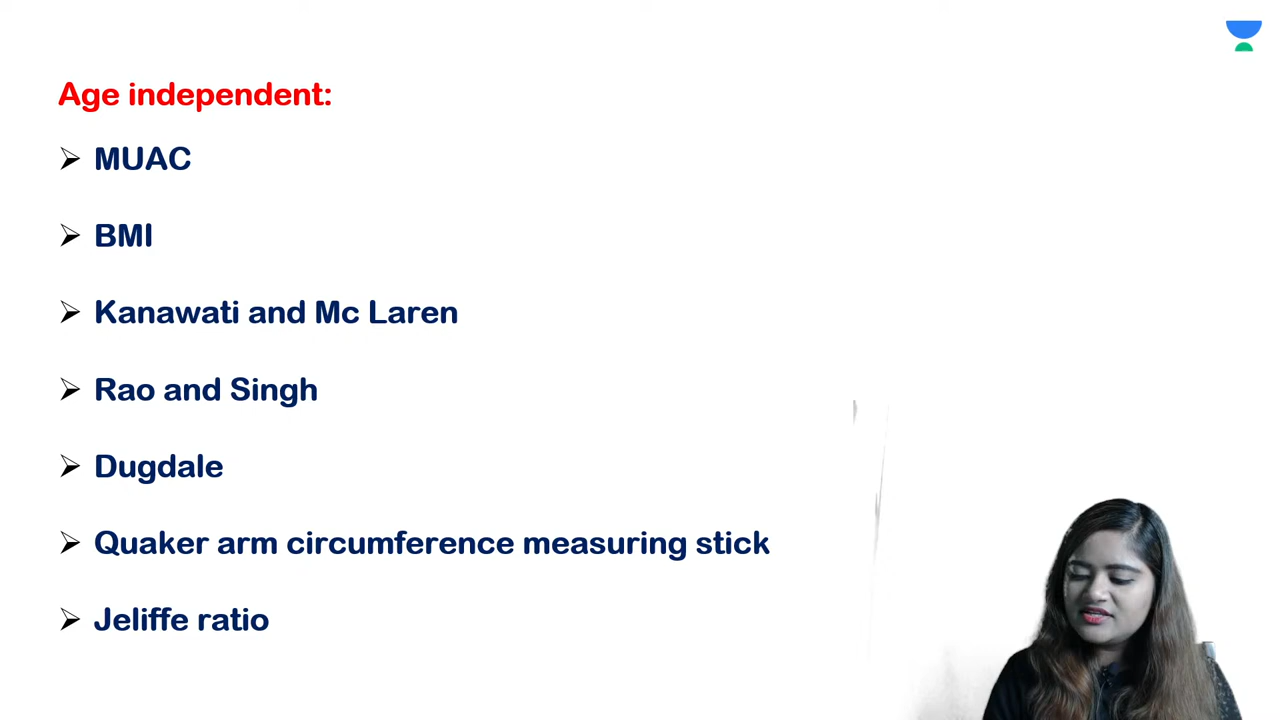 Age independent:
MUAC
BMI
Kanawati and Mc Laren
Rao and Singh
Dugdale
Quaker arm circumference measuring stick
Jeliffe ratio